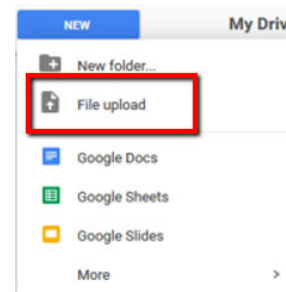 NEW My Driv
New folder...
File upload
Google Docs
Google Sheets
Google Slides
More >